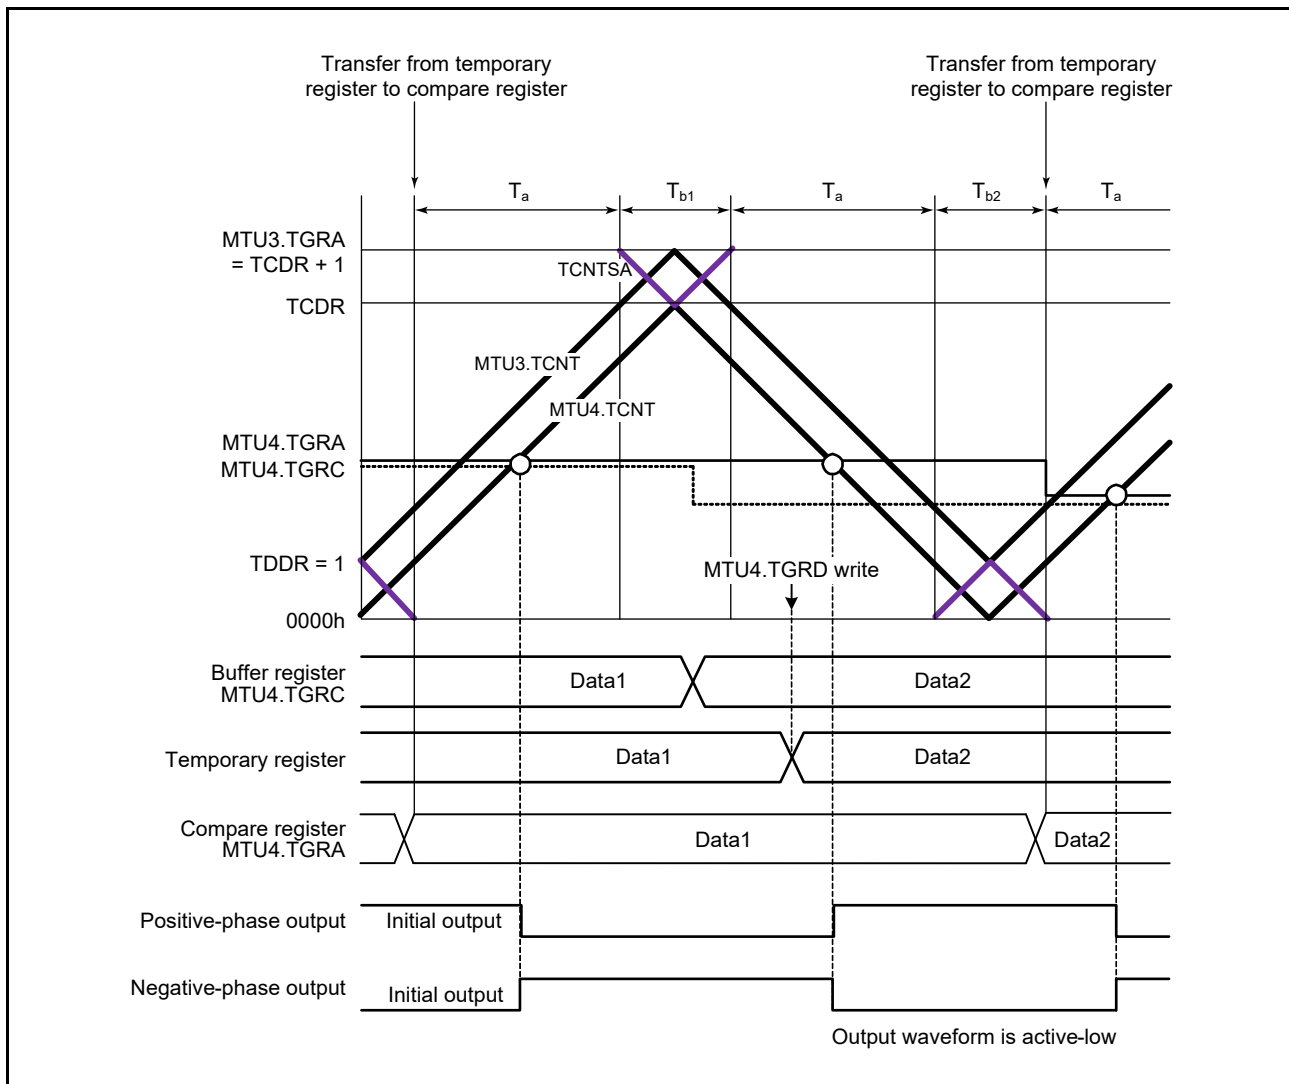 Transfer from temporary
register to compare register
Transfer from temporary
register to compare register
Ta
Tb1
Ta
Tb2
Ta
MTU3.TGRA
= TCDR + 1
TCNTSA
TCDR
MTU3.TCNT
MTU4.TCNT
MTU4.TGRA
MTU4.TGRC
TDDR = 1
MTU4.TGRD write
0000h
Buffer register
MTU4.TGRC
Data1
Data2
Temporary register
Data1
Data2
Compare register
MTU4.TGRA
Data1
Data2
Positive-phase output
Initial output
Negative-phase output
Initial output
Output waveform is active-low